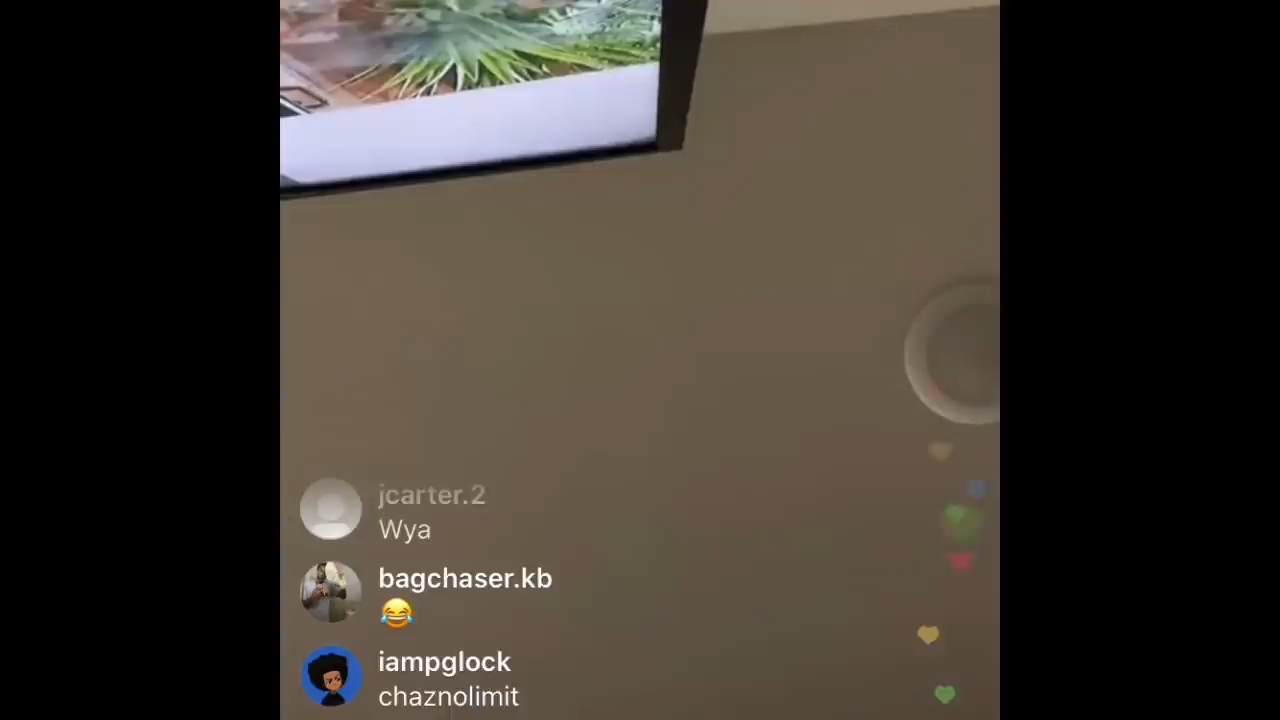 jcarter.2
Wya
bagchaser.kb
😂
iampglock
chaznolimit